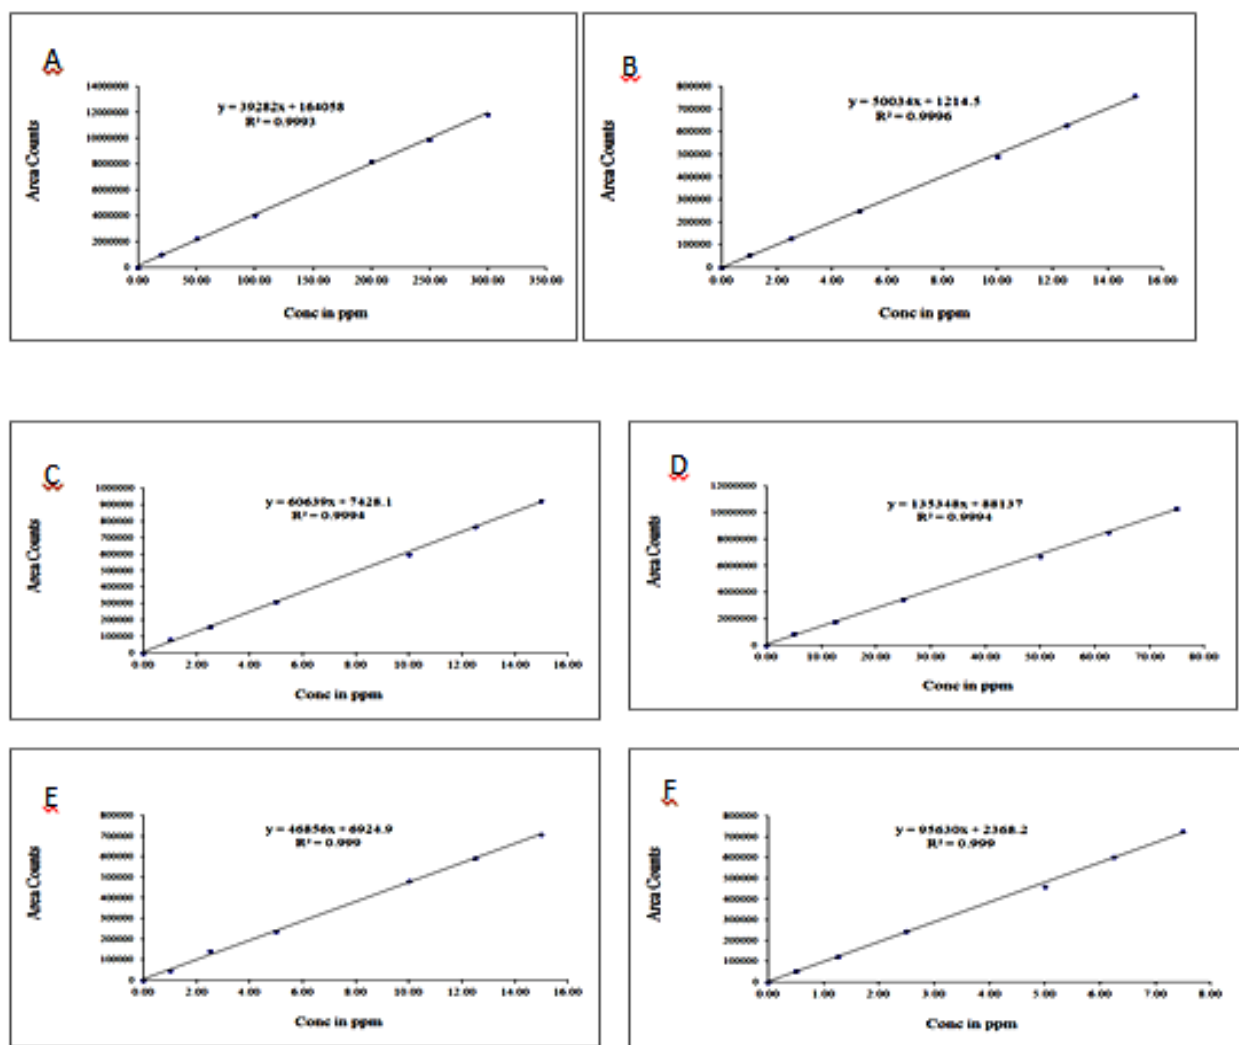 A
y = 39282x + 164058
R² = 0.9993
14000000
12000000
10000000
8000000
6000000
4000000
2000000
0
0.00 50.00 100.00 150.00 200.00 250.00 300.00 350.00
Area Counts
Conc in ppm
B
y = 50034x + 1214.5
R² = 0.9996
800000
700000
600000
500000
400000
300000
200000
100000
0
0.00 2.00 4.00 6.00 8.00 10.00 12.00 14.00 16.00
Area Counts
Conc in ppm
C
y = 60639x + 7428.1
R² = 0.9994
1000000
900000
800000
700000
600000
500000
400000
300000
200000
100000
0
0.00 2.00 4.00 6.00 8.00 10.00 12.00 14.00 16.00
Area Counts
Conc in ppm
D
y = 135348x + 88137
R² = 0.9994
12000000
10000000
8000000
6000000
4000000
2000000
0
0.00 10.00 20.00 30.00 40.00 50.00 60.00 70.00 80.00
Area Counts
Conc in ppm
E
y = 46856x + 6924.9
R² = 0.999
800000
700000
600000
500000
400000
300000
200000
100000
0
0.00 2.00 4.00 6.00 8.00 10.00 12.00 14.00 16.00
Area Counts
Conc in ppm
F
y = 95630x + 2368.2
R² = 0.999
800000
700000
600000
500000
400000
300000
200000
100000
0
0.00 1.00 2.00 3.00 4.00 5.00 6.00 7.00 8.00
Area Counts
Conc in ppm